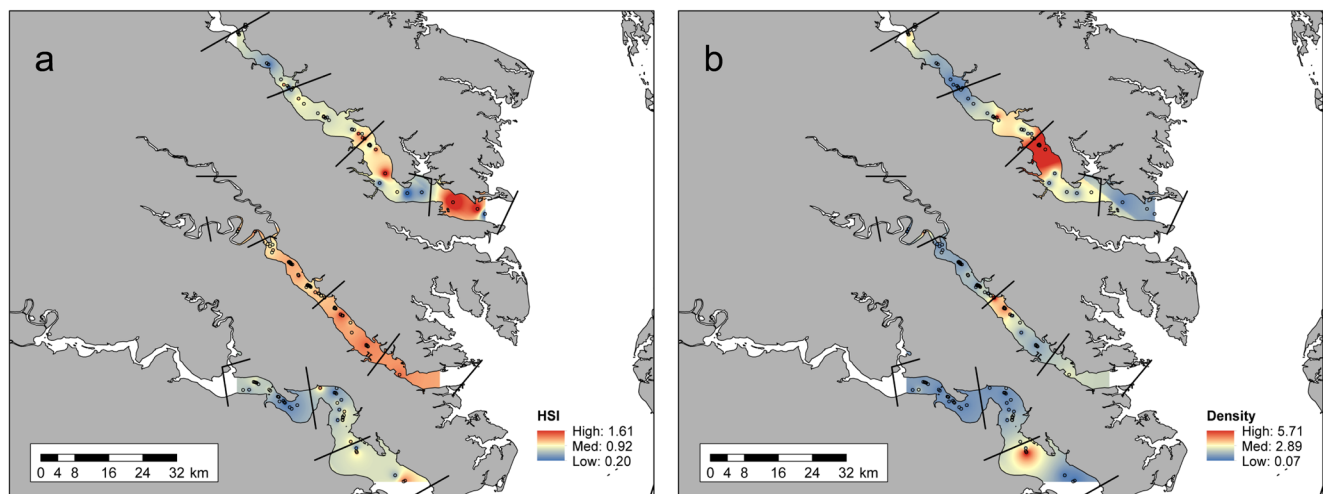 a
HSI
High: 1.61
Med: 0.92
Low: 0.20
0 4 8 16 24 32 km
b
Density
High: 5.71
Med: 2.89
Low: 0.07
0 4 8 16 24 32 km